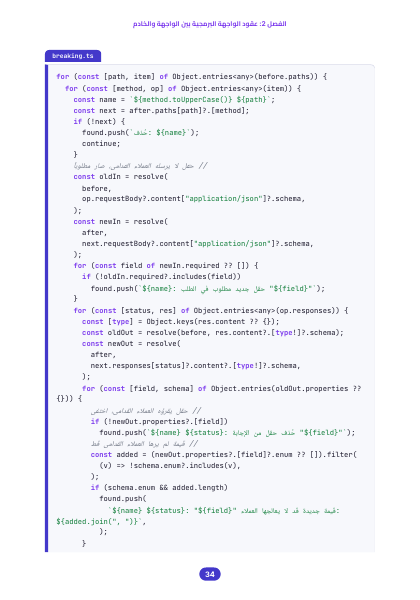 الفصل 2: عقود الواجهة البرمجية بين الواجهة والخادم
breaking.ts
for (const [path, item] of Object.entries<any>(before.paths)) {
for (const [method, op] of Object.entries<any>(item)) {
const name = `${method.toUpperCase()} ${path}`;
const next = after.paths[path]?.[method];
if (!next) {
found.push(`حُذف: ${name}`);
continue;
}
// حقل لا يرسله العملاء القدامى، صار مطلوبًا
const oldIn = resolve(
before,
op.requestBody?.content["application/json"]?.schema,
);
const newIn = resolve(
after,
next.requestBody?.content["application/json"]?.schema,
);
for (const field of newIn.required ?? []) {
if (!oldIn.required?.includes(field))
found.push(`${name}: حقل جديد مطلوب في الطلب "${field}"`);
}
for (const [status, res] of Object.entries<any>(op.responses)) {
const [type] = Object.keys(res.content ?? {});
const oldOut = resolve(before, res.content?.[type!]?.schema);
const newOut = resolve(
after,
next.responses[status]?.content?.[type!]?.schema,
);
for (const [field, schema] of Object.entries(oldOut.properties ??
{})) {
// حقل يقرؤه العملاء القدامى، اختفى
if (!newOut.properties?.[field])
found.push(`${name} ${status}: حُذف حقل من الإجابة "${field}"`);
// قيمة لم يرها العملاء القدامى قط
const added = (newOut.properties?.[field]?.enum ?? []).filter(
(v) => !schema.enum?.includes(v),
);
if (schema.enum && added.length)
found.push(
`${name} ${status}: "${field}" قيمة جديدة قد لا يعالجها العملاء:
${added.join(", ")}`,
);
}
34